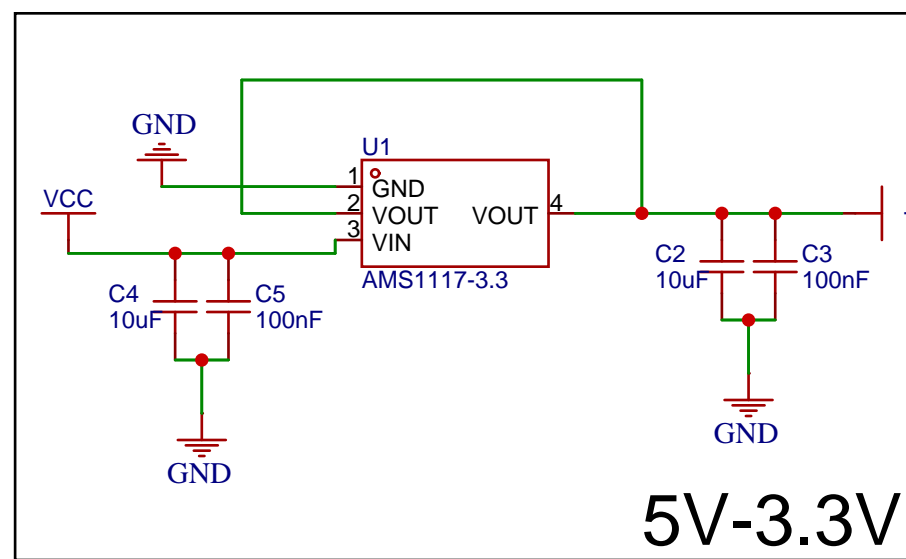 GND
U1
VCC
1
GND
2
VOUT
VOUT
4
3
VIN
AMS1117-3.3
C4
10uF
C5
100nF
C2
10uF
C3
100nF
GND
GND
5V-3.3V